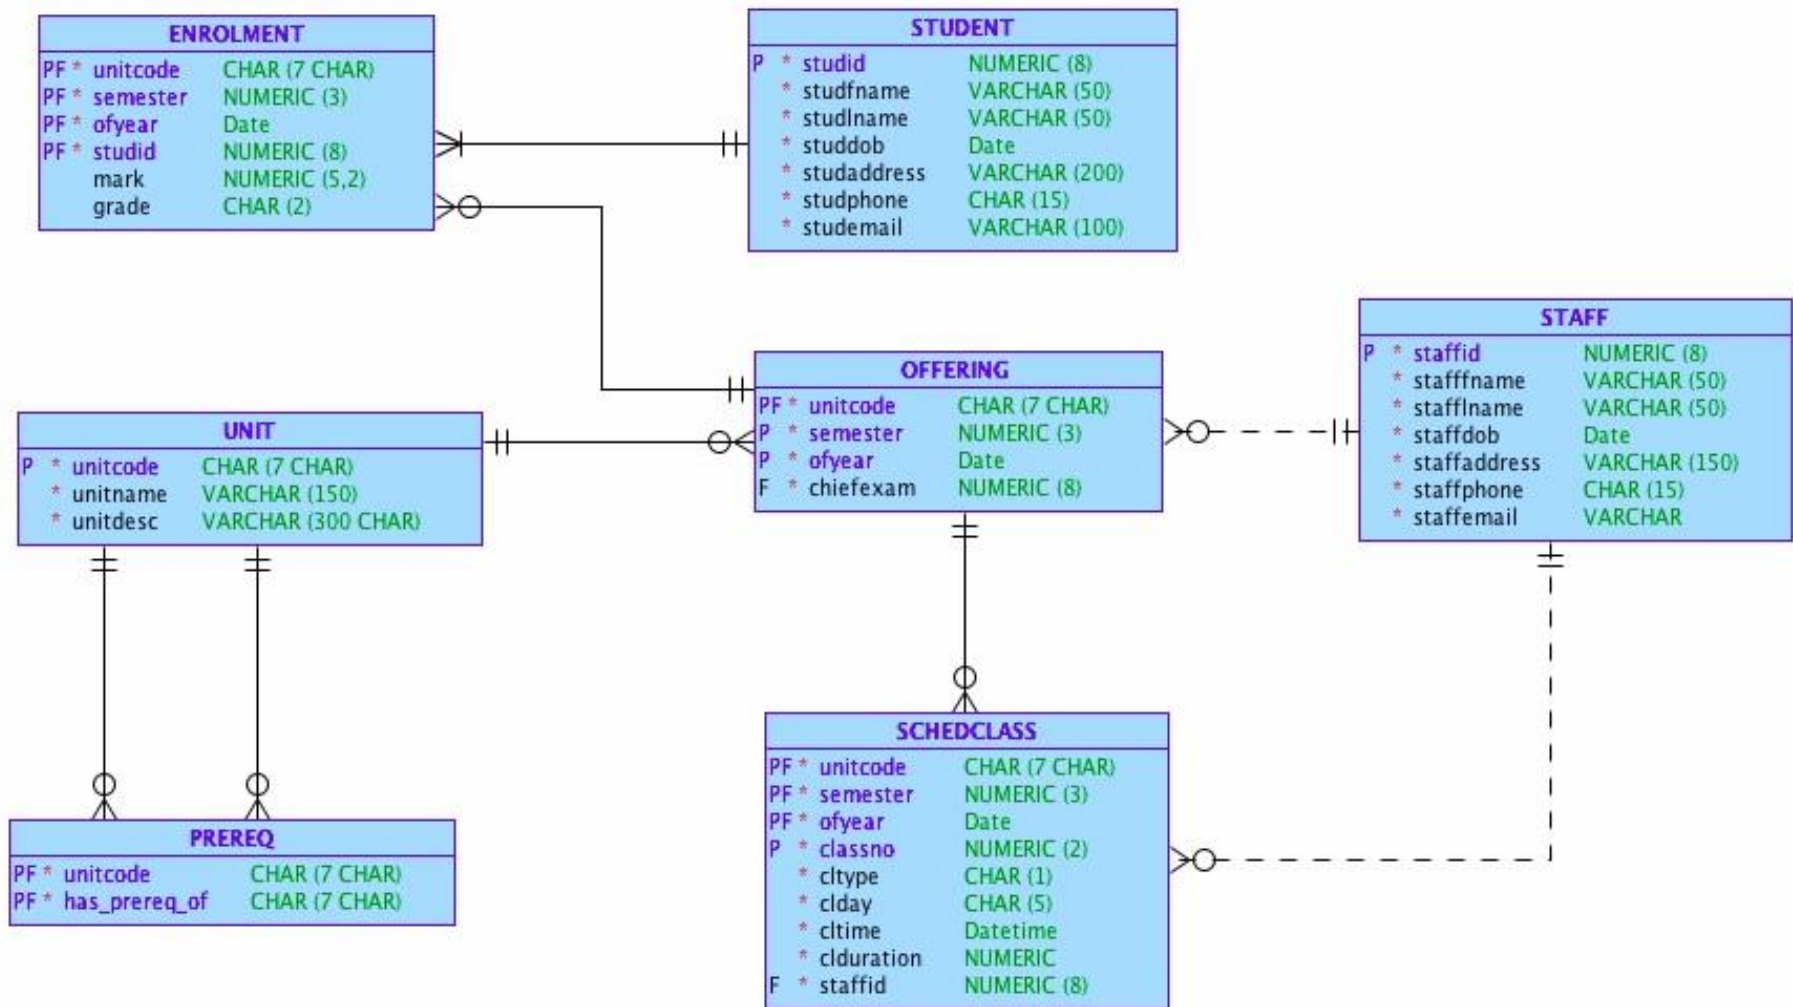 ENROLMENT
PF * unitcode CHAR (7 CHAR)
PF * semester NUMERIC (3)
PF * ofyear Date
PF * studid NUMERIC (8)
mark NUMERIC (5,2)
grade CHAR (2)
STUDENT
P * studid NUMERIC (8)
* studfname VARCHAR (50)
* studlname VARCHAR (50)
* studdob Date
* studaddress VARCHAR (200)
* studphone CHAR (15)
* studemail VARCHAR (100)
STAFF
P * staffid NUMERIC (8)
* stafffname VARCHAR (50)
* stafflname VARCHAR (50)
* staffdob Date
* staffaddress VARCHAR (150)
* staffphone CHAR (15)
* staffemail VARCHAR
OFFERING
PF * unitcode CHAR (7 CHAR)
P * semester NUMERIC (3)
P * ofyear Date
F * chiefexam NUMERIC (8)
UNIT
P * unitcode CHAR (7 CHAR)
* unitname VARCHAR (150)
* unitdesc VARCHAR (300 CHAR)
SCHEDCLASS
PF * unitcode CHAR (7 CHAR)
PF * semester NUMERIC (3)
PF * ofyear Date
P * classno NUMERIC (2)
* cltype CHAR (1)
* clday CHAR (5)
* cltime Datetime
* clduration NUMERIC
F * staffid NUMERIC (8)
PREREQ
PF * unitcode CHAR (7 CHAR)
PF * has_prereq_of CHAR (7 CHAR)